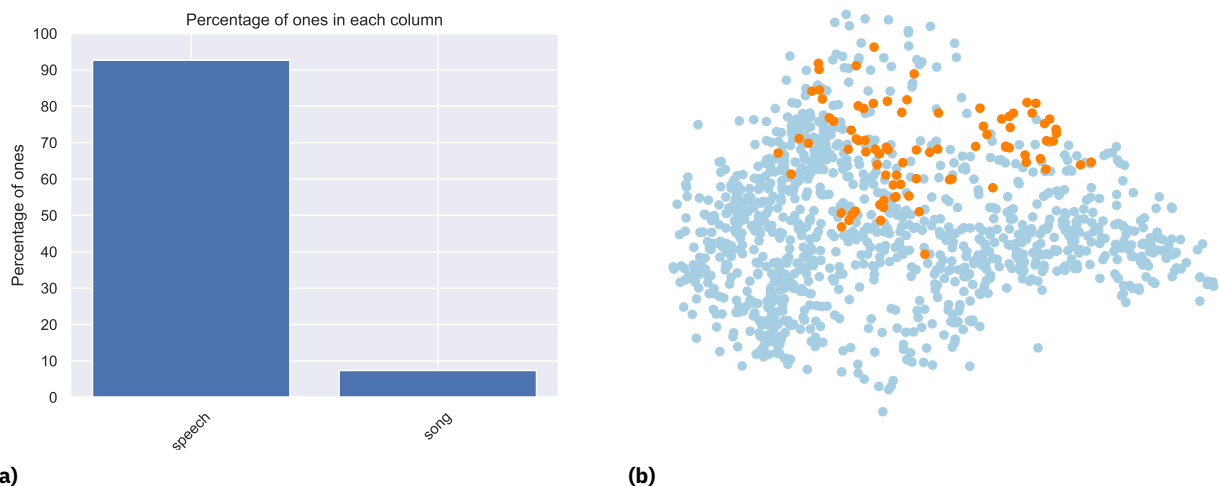 Percentage of ones in each column
Percentage of ones
100
90
80
70
60
50
40
30
20
10
0
speech
song
a)
(b)